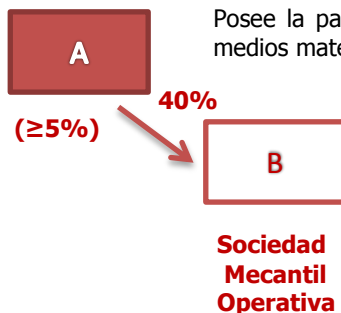 Posee la pa
medios mate
A
40%
(≥5%)
B
Sociedad
Mecantil
Operativa